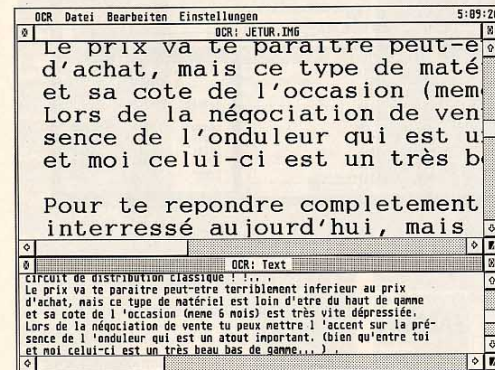 OCR Datei Bearbeiten Einstellungen 5:09:20
OCR: JETUR.IMG
Le prix va te paraitre peut-e
d'achat, mais ce type de maté
et sa cote de l'occasion (mem
Lors de la négociation de ven
sence de l'onduleur qui est u
et moi celui-ci est un très b
Pour te repondre completement
interressé aujourd'hui, mais
OCR: Text
circuit de distribution classique ! !.. .
Le prix va te paraitre peut-etre terriblement inferieur au prix
d'achat, mais ce type de matériel est loin d'etre du haut de gamme
et sa cote de l 'occasion (meme 6 mois) est très vite dépressiée.
Lors de la négociation de vente tu peux mettre l 'accent sur la pré-
sence de l 'onduleur qui est un atout important. (bien qu'entre toi
et moi celui-ci est un très beau bas de gamme... ) .